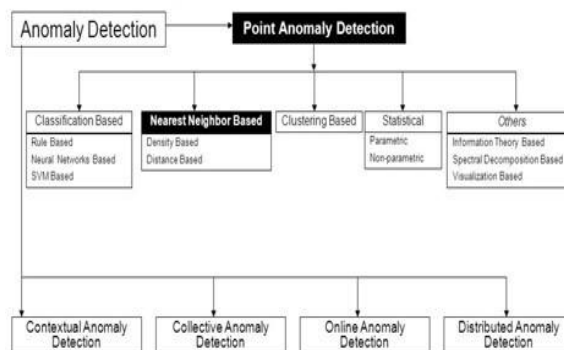 Anomaly Detection
Point Anomaly Detection
Classification Based
Rule Based
Neural Networks Based
SVM Based
Nearest Neighbor Based
Density Based
Distance Based
Clustering Based
Statistical
Parametric
Non-parametric
Others
Information Theory Based
Spectral Decomposition Based
Visualization Based
Contextual Anomaly
Detection
Collective Anomaly
Detection
Online Anomaly
Detection
Distributed Anomaly
Detection